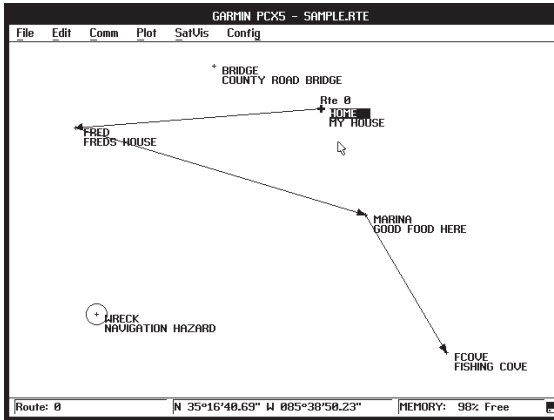 GARMIN PCX5 - SAMPLE.RTE
File Edit Comm Plot SatVis Config
BRIDGE
COUNTY ROAD BRIDGE
Rte 0
HOME
MY HOUSE
FRED
FREDS HOUSE
MARINA
GOOD FOOD HERE
WRECK
NAVIGATION HAZARD
FCOVE
FISHING COVE
Route: 0 N 35°16'40.69" W 085°38'50.23" MEMORY: 98% Free